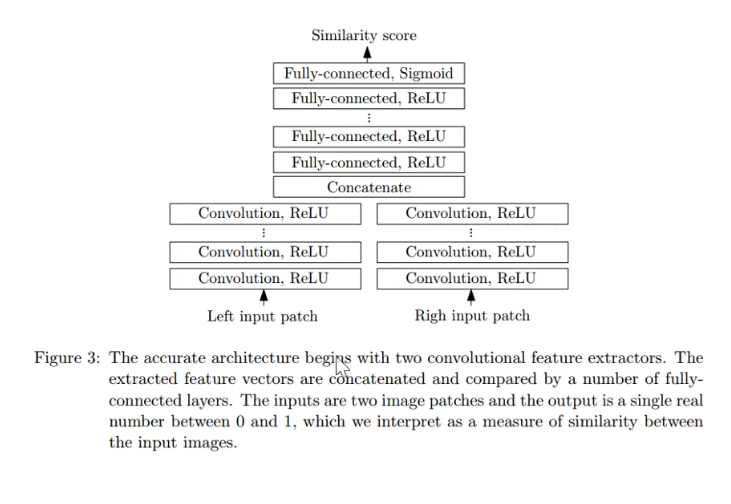 Similarity score
Fully-connected, Sigmoid
Fully-connected, ReLU
Fully-connected, ReLU
Fully-connected, ReLU
Concatenate
Convolution, ReLU Convolution, ReLU
Convolution, ReLU Convolution, ReLU
Convolution, ReLU Convolution, ReLU
Left input patch Righ input patch
Figure 3: The accurate architecture begins with two convolutional feature extractors. The
extracted feature vectors are concatenated and compared by a number of fully-
connected layers. The inputs are two image patches and the output is a single real
number between 0 and 1, which we interpret as a measure of similarity between
the input images.